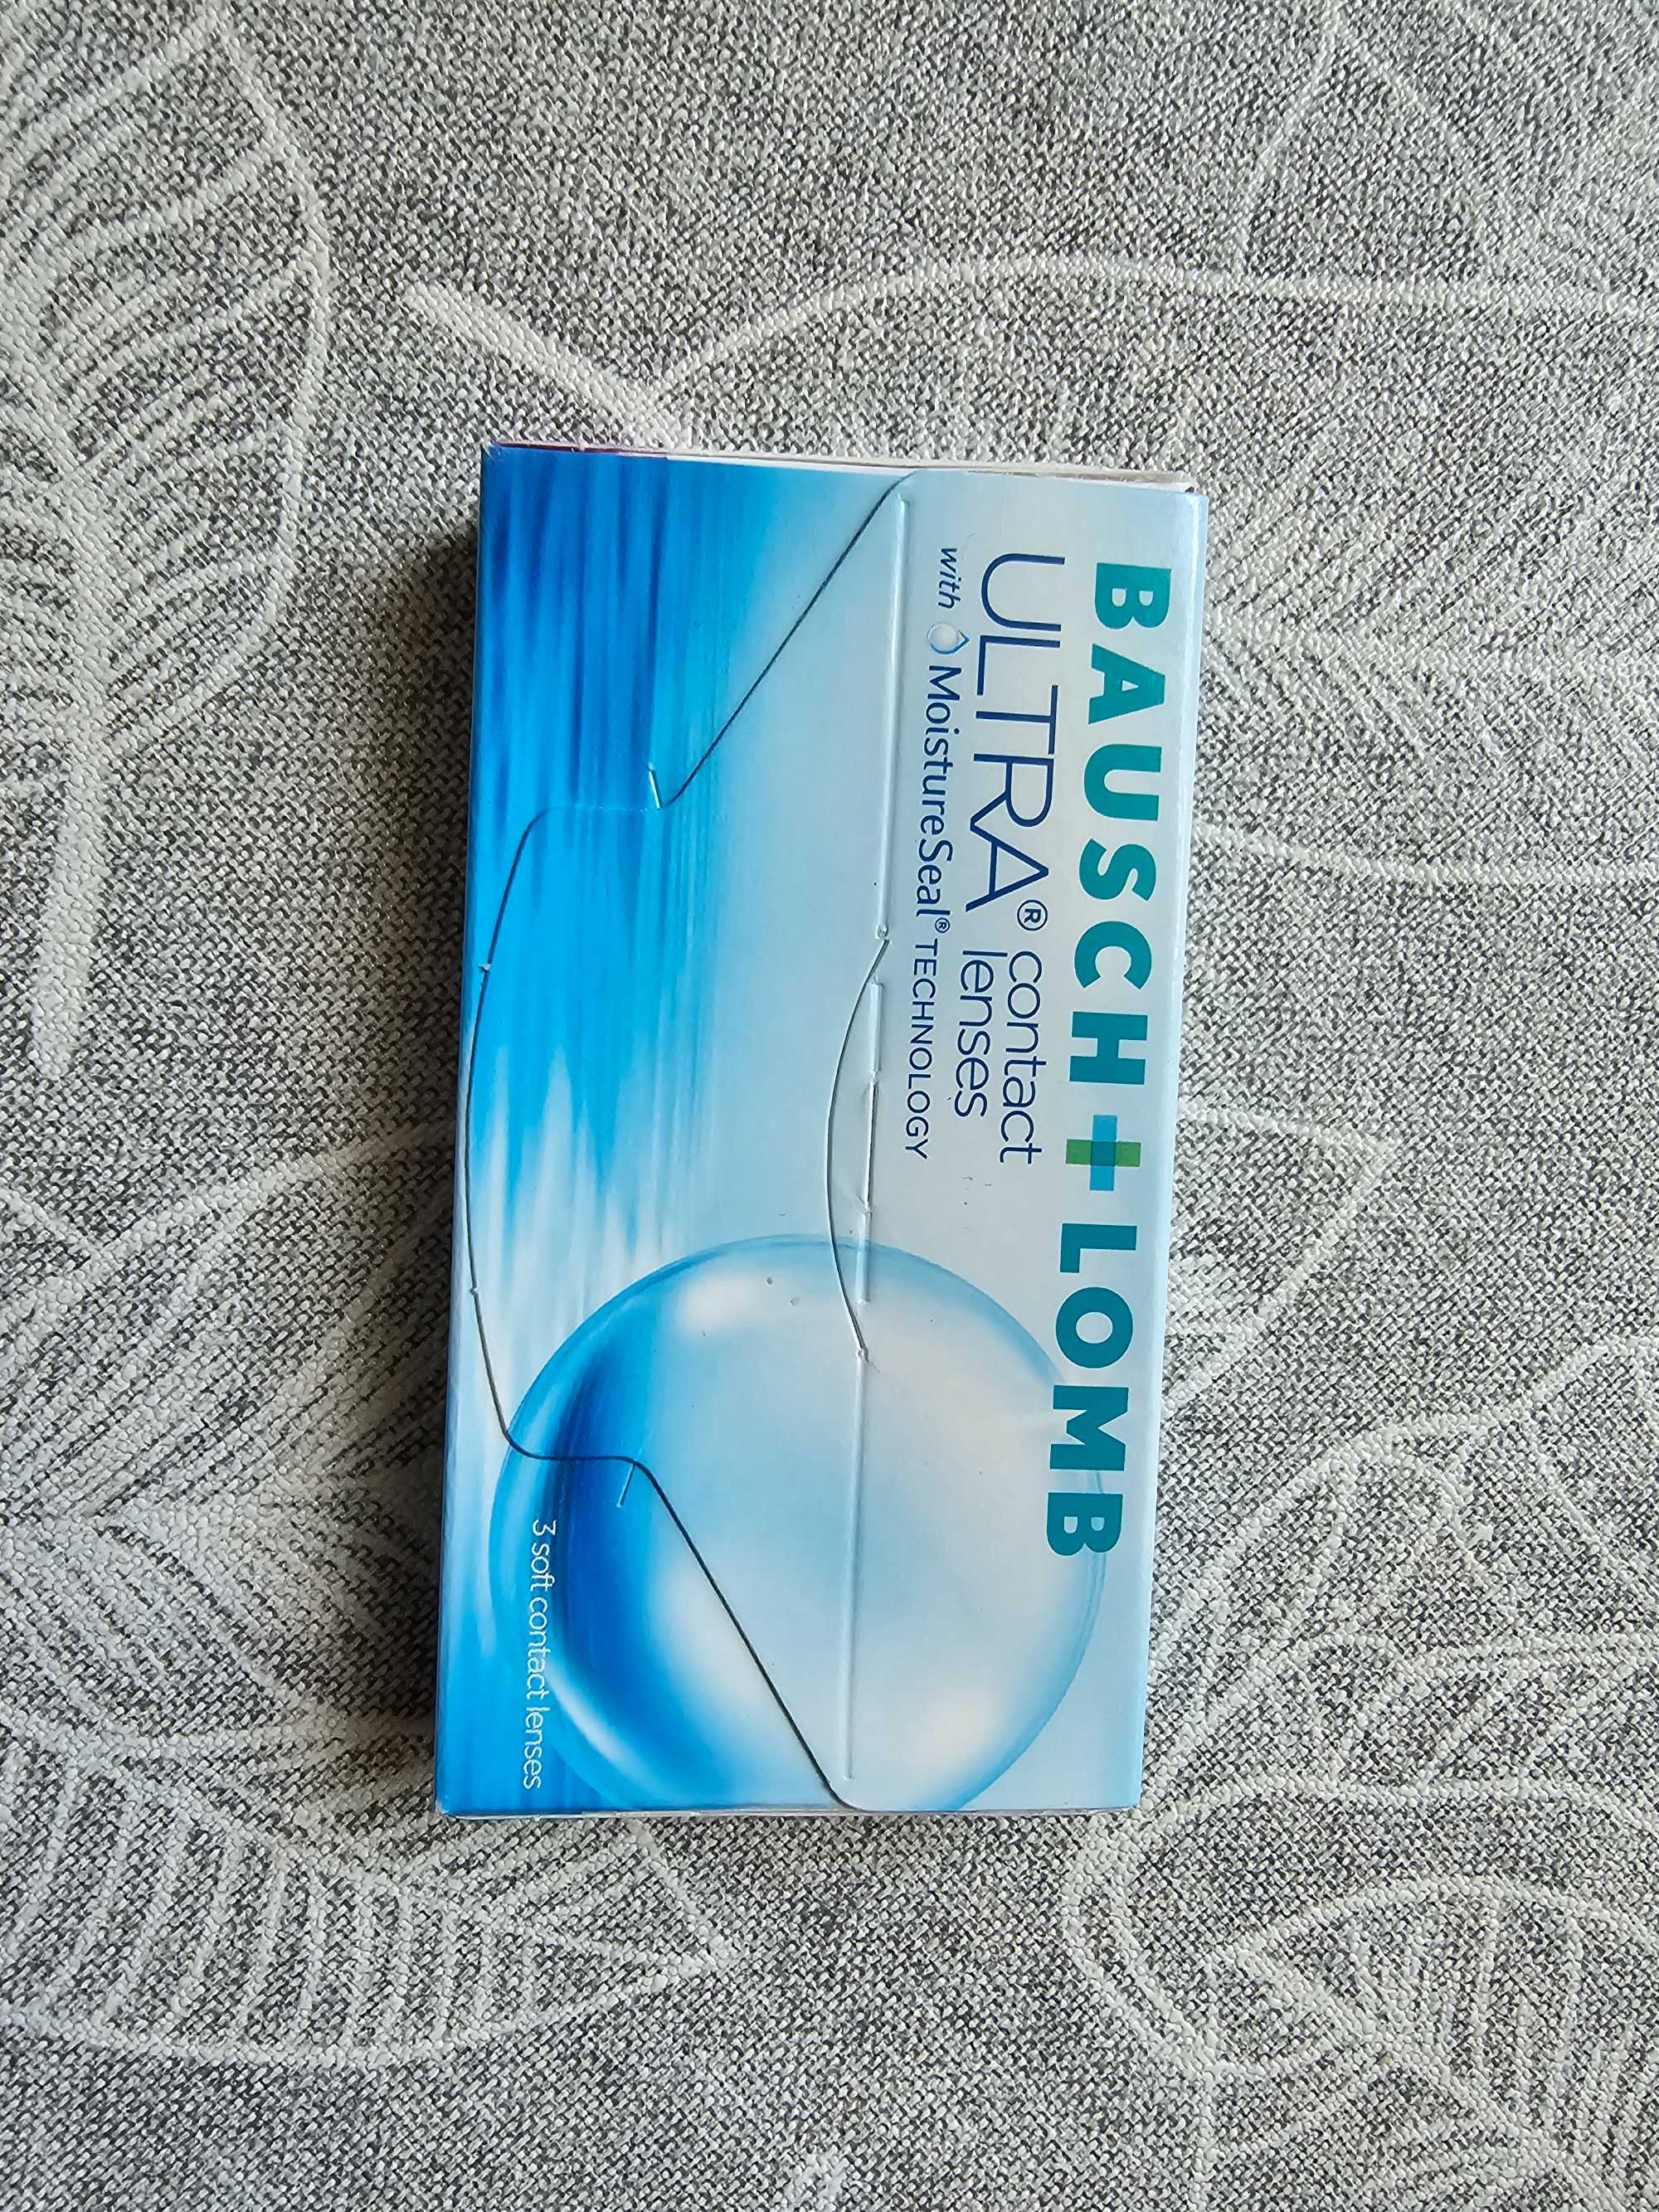 BAUSCH + LOMB
ULTRA® contact lenses
with MoistureSeal® TECHNOLOGY
3 soft contact lenses